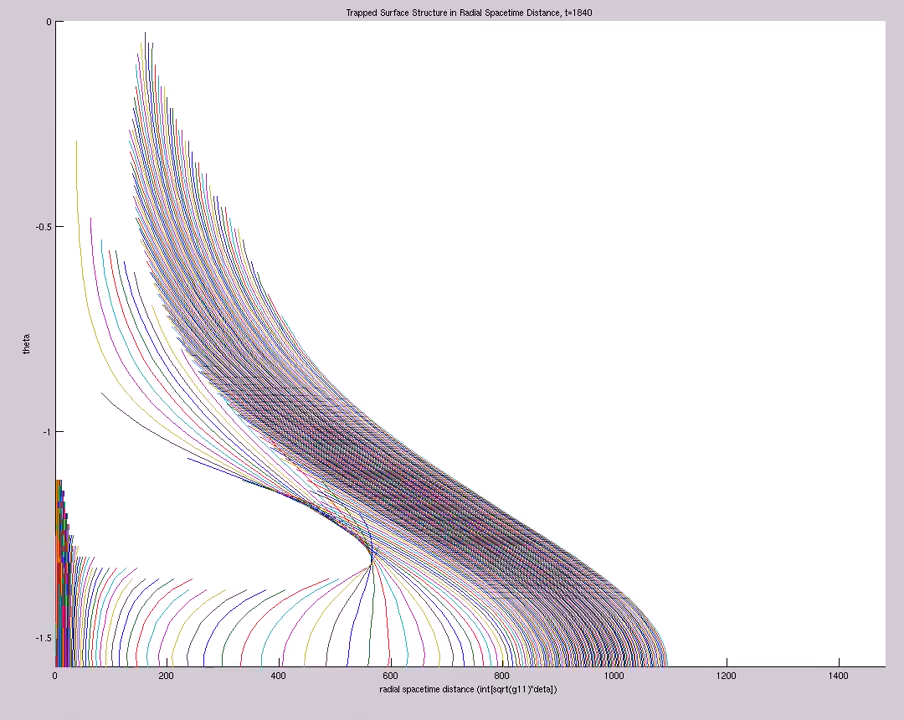 Trapped Surface Structure in Radial Spacetime Distance, t=1840
0
-0.5
theta
-1
-1.5
0 200 400 600 800 1000 1200 1400
radial spacetime distance (int[sqrt(g11)*deta])